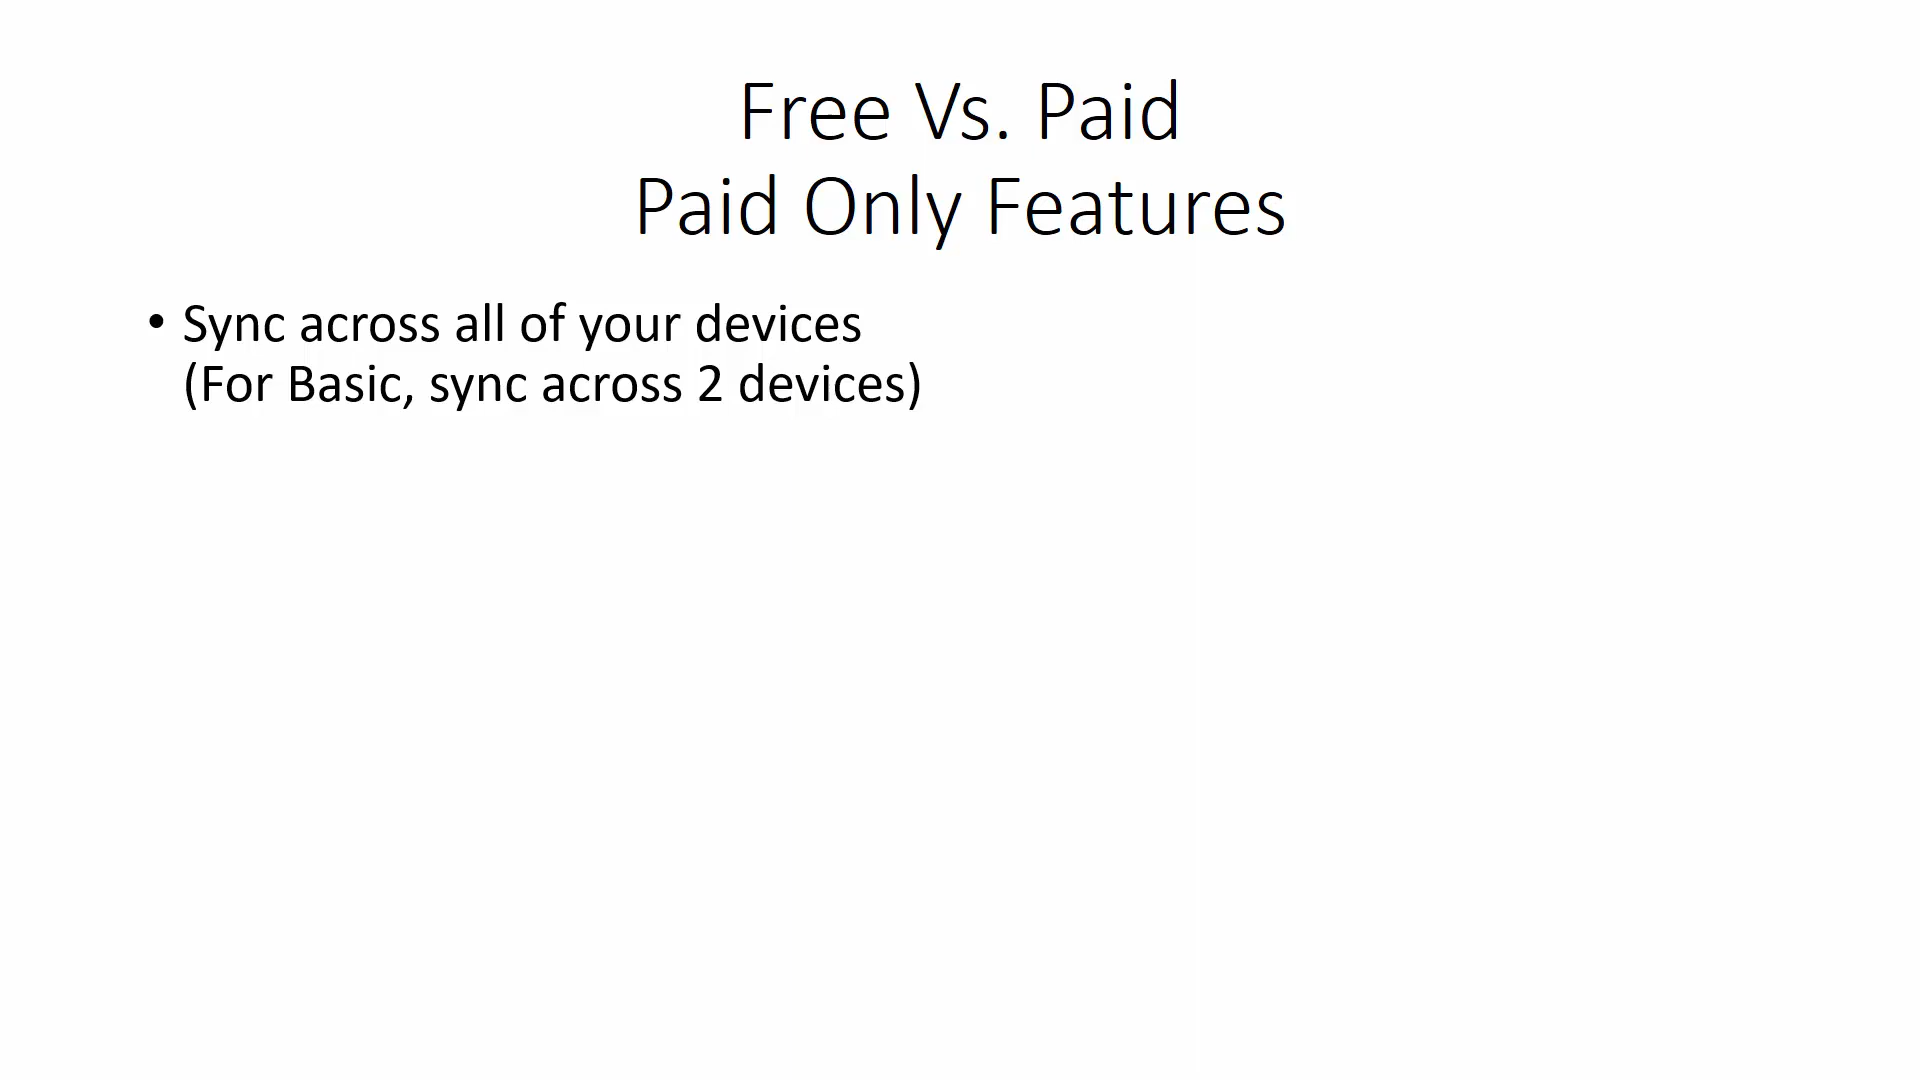 Free Vs. Paid
Paid Only Features
• Sync across all of your devices
(For Basic, sync across 2 devices)